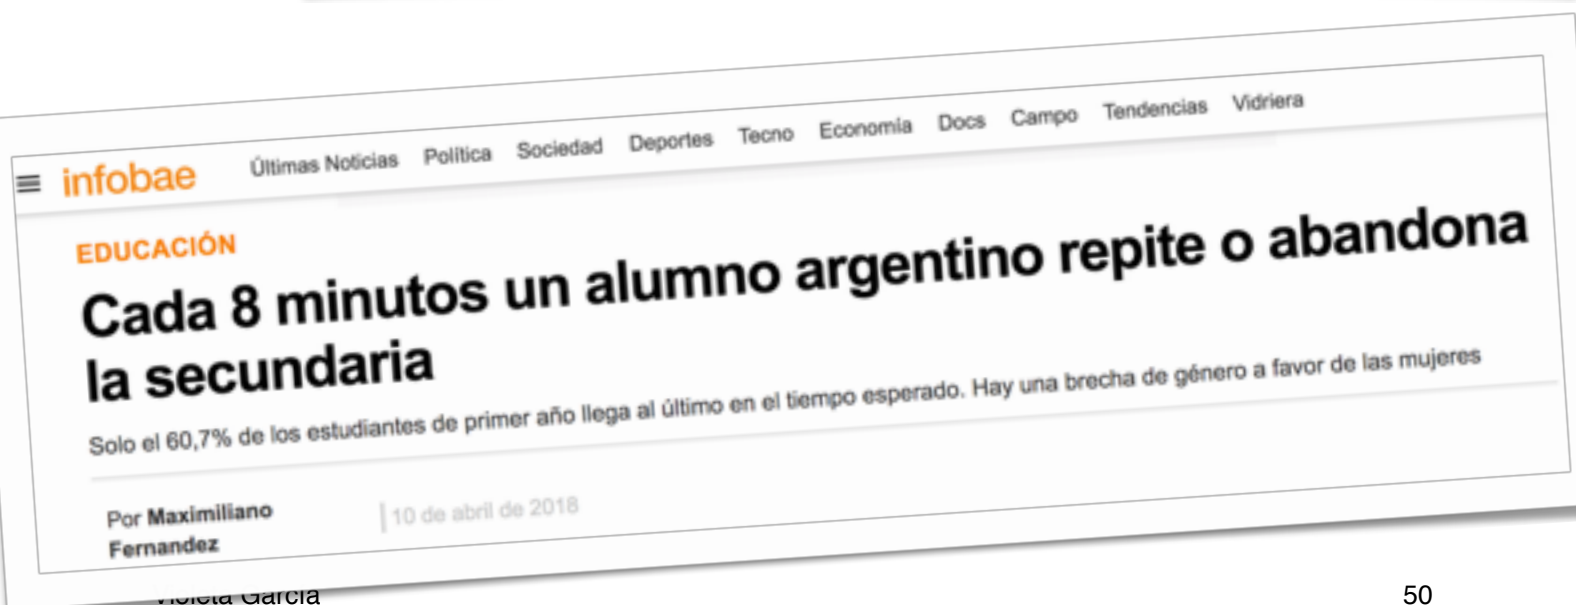 infobae Últimas Noticias Política Sociedad Deportes Tecno Economía Docs Campo Tendencias Vidriera
EDUCACIÓN
Cada 8 minutos un alumno argentino repite o abandona
la secundaria
Solo el 60,7% de los estudiantes de primer año llega al último en el tiempo esperado. Hay una brecha de género a favor de las mujeres
Por Maximiliano
Fernandez
10 de abril de 2018
Violeta García 50